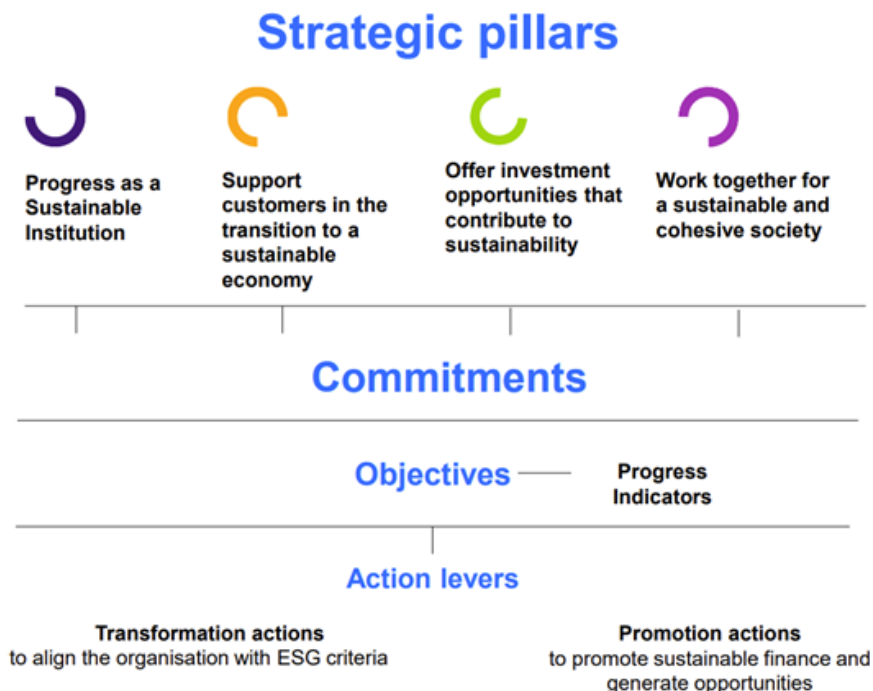 Strategic pillars
Progress as a
Sustainable
Institution
Support
customers in the
transition to a
sustainable
economy
Offer investment
opportunities that
contribute to
sustainability
Work together for
a sustainable and
cohesive society
Commitments
Objectives
Progress
Indicators
Action levers
Transformation actions
to align the organisation with ESG criteria
Promotion actions
to promote sustainable finance and
generate opportunities